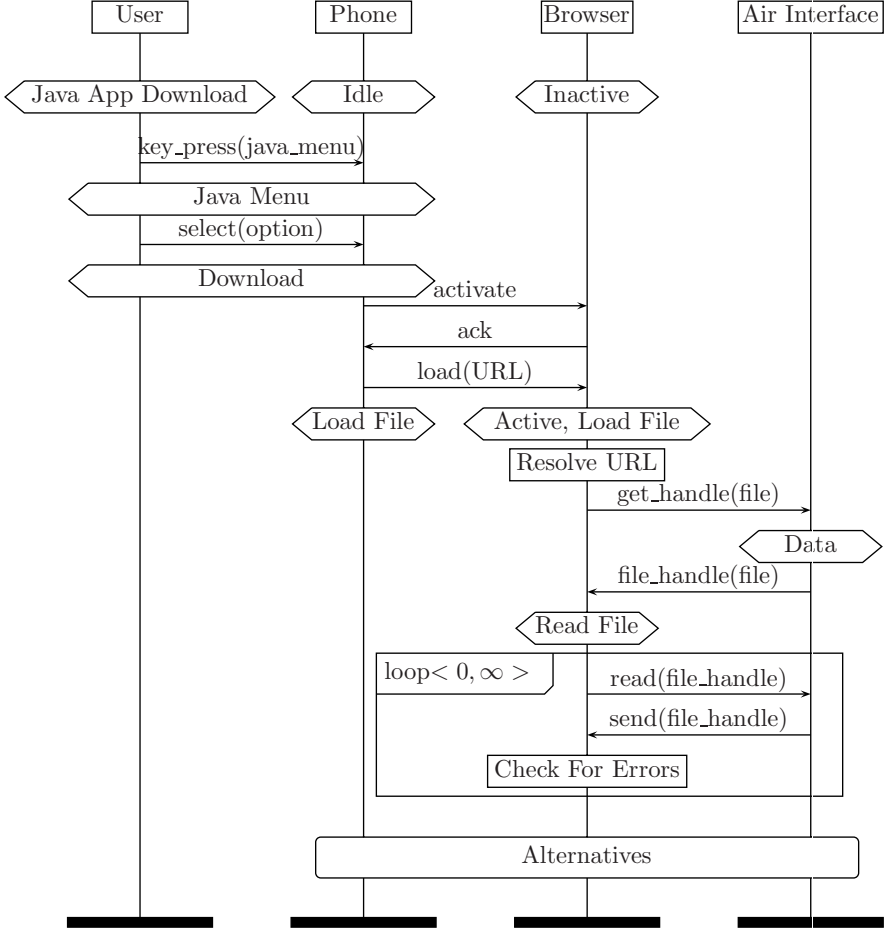 User
Phone
Browser
Air Interface
Java App Download
Idle
Inactive
key_press(java_menu)
Java Menu
select(option)
Download
activate
ack
load(URL)
Load File
Active, Load File
Resolve URL
get_handle(file)
Data
file_handle(file)
Read File
loop< 0, ∞ >
read(file_handle)
send(file_handle)
Check For Errors
Alternatives